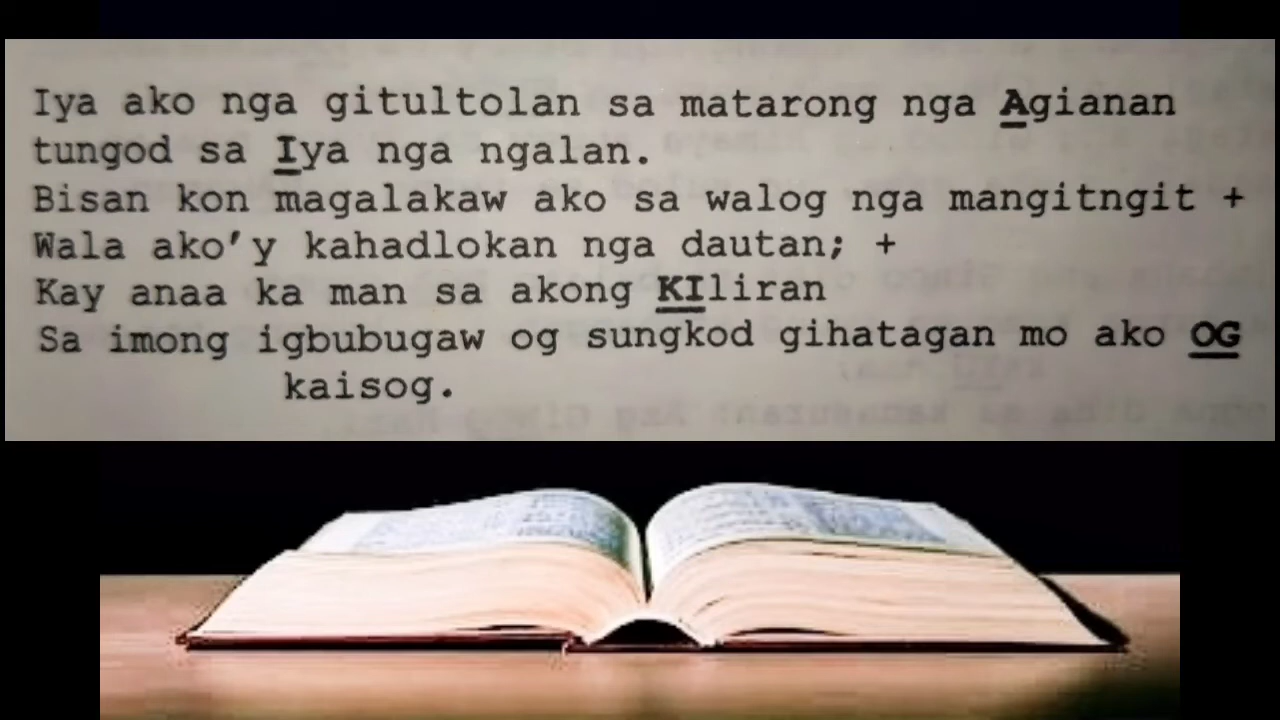 Iya ako nga gitultolan sa matarong nga Agianan
tungod sa Iya nga ngalan.
Bisan kon magalakaw ako sa walog nga mangitngit +
Wala ako’y kahadlokan nga dautan; +
Kay anaa ka man sa akong KIliran
Sa imong igbubugaw og sungkod gihatagan mo ako OG
kaisog.